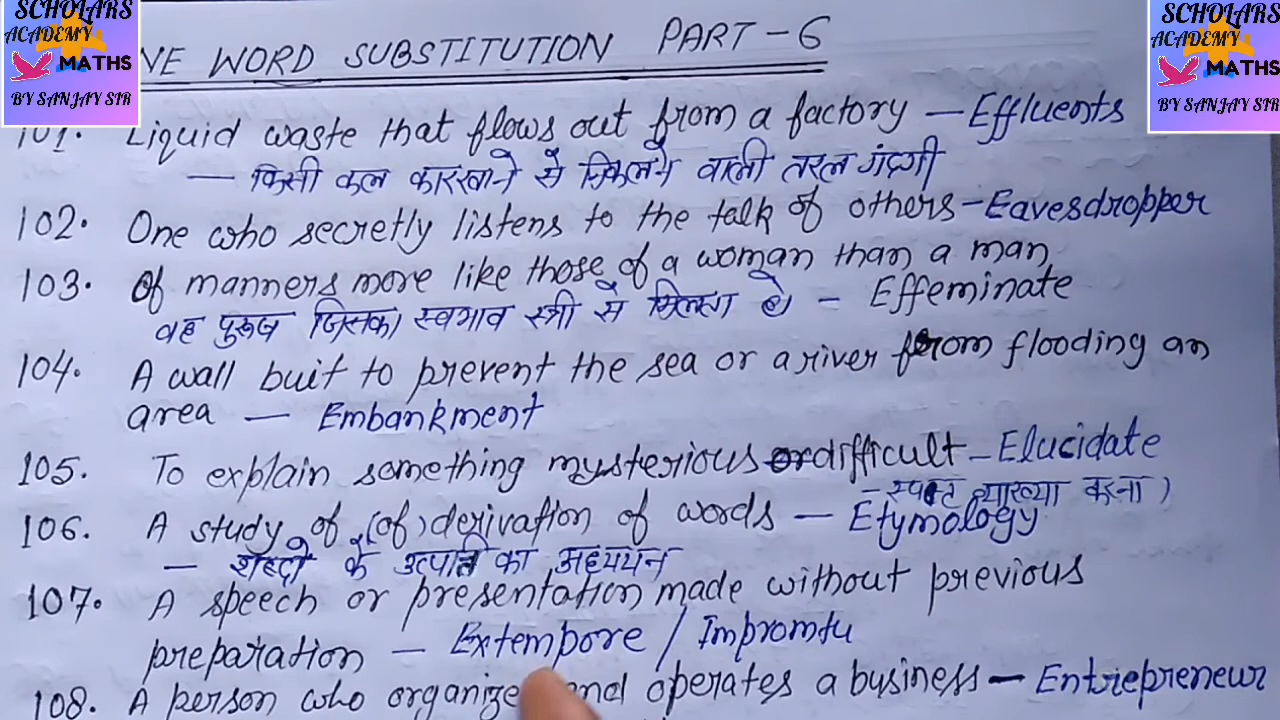 SCHOLARS
ACADEMY
MATHS
BY SANJAY SIR
SCHOLARS
ACADEMY
MATHS
BY SANJAY SIR
NE WORD SUBSTITUTION PART-6
101. Liquid waste that flows out from a factory — Effluents
— किसी कल कारखाने से निकलने वाली तरल गंदगी
102. One who secretly listens to the talk of others-Eavesdropper
103. Of manners more like those of a woman than a man
वह पुरूष जिसका स्वभाव स्त्री से मिलता हो - Effeminate
104. A wall buit to prevent the sea or a river from flooding an
area — Embankment
105. To explain something mysterious or difficult - Elucidate
- स्पष्ट व्याख्या करना)
106. A study of (of) derivation of words — Etymology
— शब्दों के उत्पत्ति का अध्ययन
107. A speech or presentation made without previous
preparation — Extempore / Impromtu
108. A person who organize and operates a business — Entrepreneur